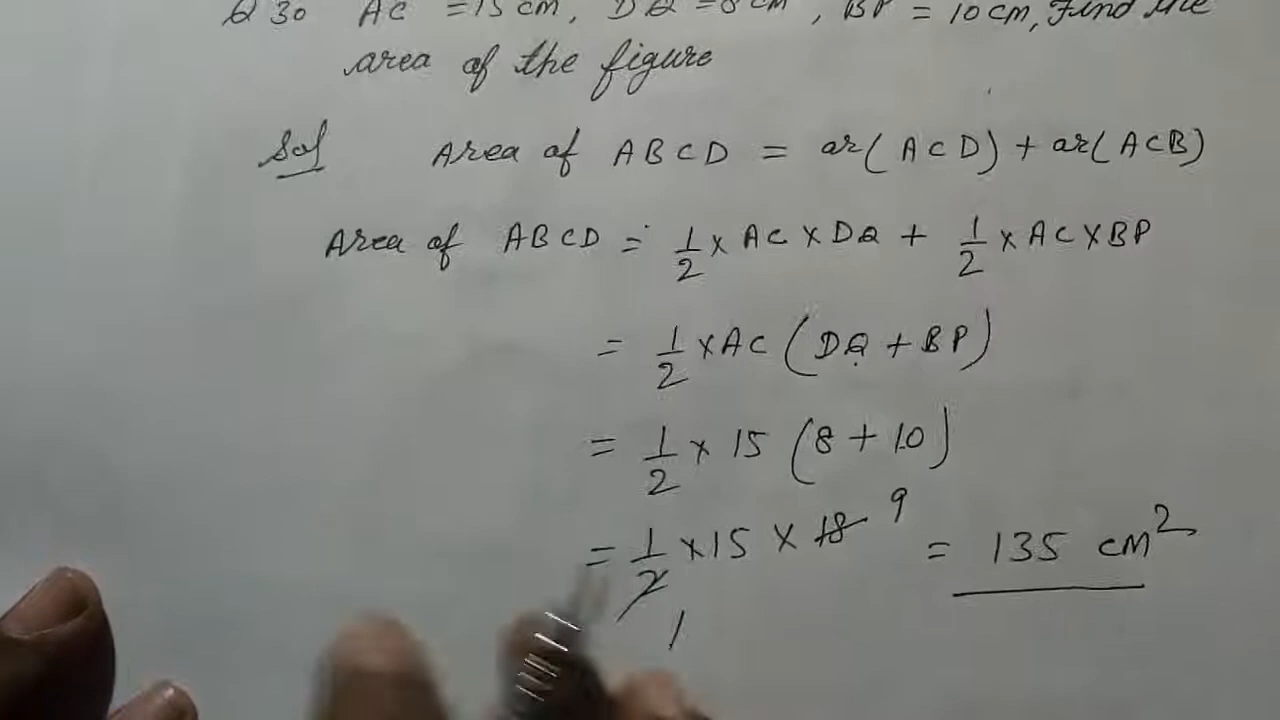 Q 30 AC = 15 cm, DQ = 8 cm, BP = 10 cm, Find the
area of the figure
Sol Area of ABCD = ar(ACD) + ar(ACB)
Area of ABCD = 1/2 × AC × DQ + 1/2 × AC × BP
= 1/2 × AC (DQ + BP)
= 1/2 × 15 (8 + 10)
= 1/2 × 15 × 18 9 = 135 cm²
1